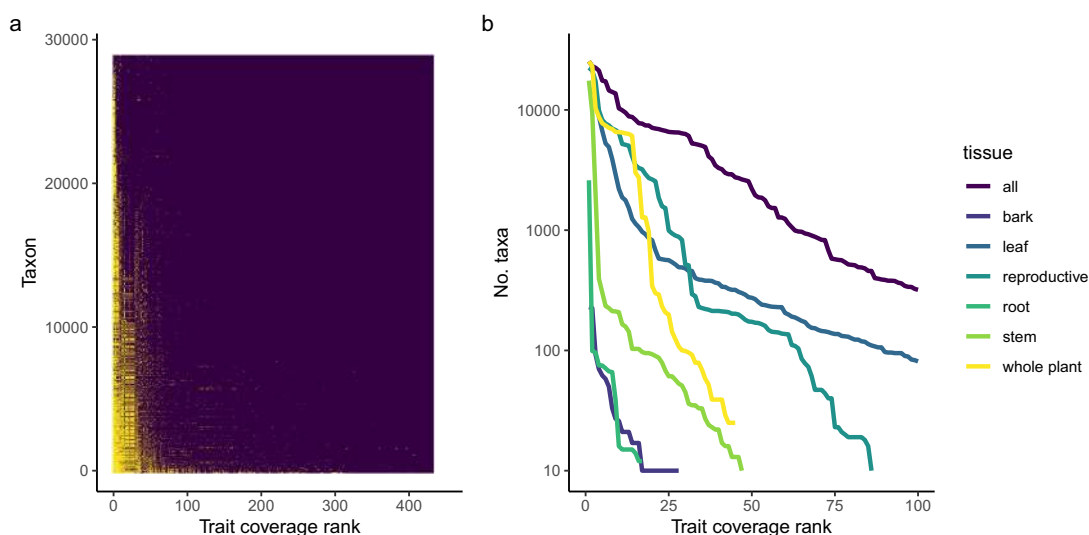 a
Taxon
30000
20000
10000
0
0 100 200 300 400
Trait coverage rank
b
No. taxa
10000
1000
100
10
0 25 50 75 100
Trait coverage rank
tissue
all
bark
leaf
reproductive
root
stem
whole plant